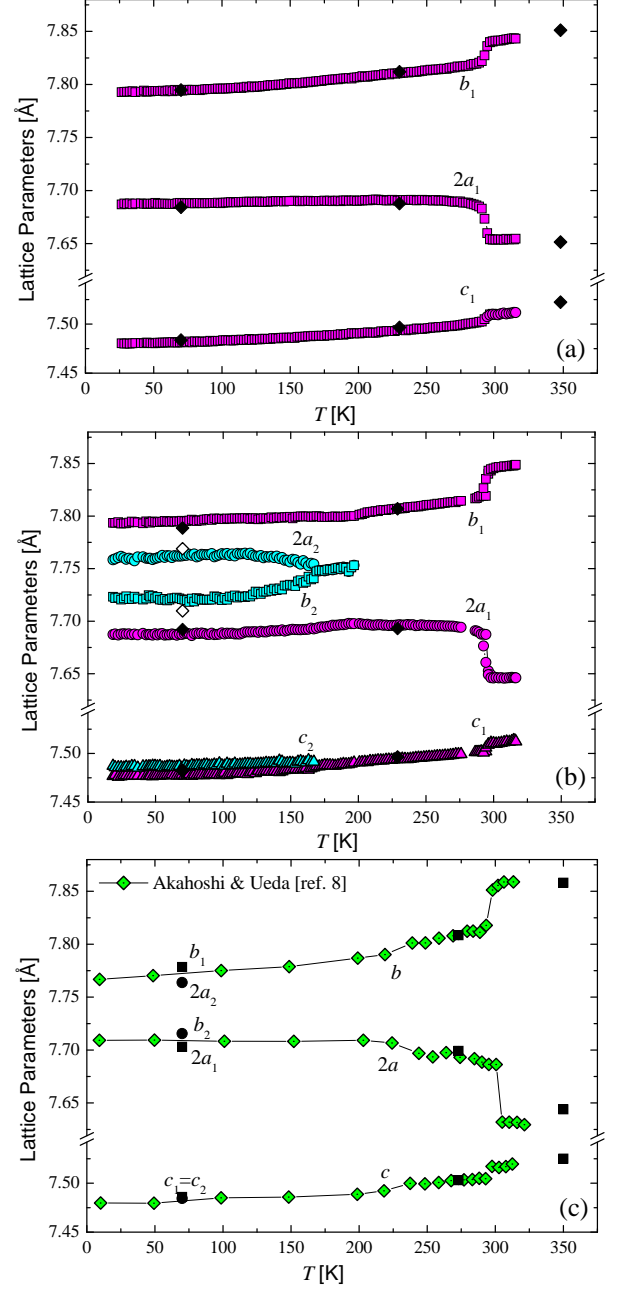 7.85
b₁
7.80
7.75
2a₁
7.70
7.65
c₁
7.50
7.45
(a)
0 50 100 150 200 250 300 350
T [K]
Lattice Parameters [Å]
7.85
b₁
7.80
2a₂
7.75
b₂
7.70
2a₁
7.65
c₂ c₁
7.50
7.45
(b)
0 50 100 150 200 250 300 350
T [K]
Lattice Parameters [Å]
Akahoshi & Ueda [ref. 8]
7.85
b₁
7.80
2a₂ b
7.75
b₂
7.70
2a₁ 2a
7.65
c₁=c₂ c
7.50
7.45
(c)
0 50 100 150 200 250 300 350
T [K]
Lattice Parameters [Å]